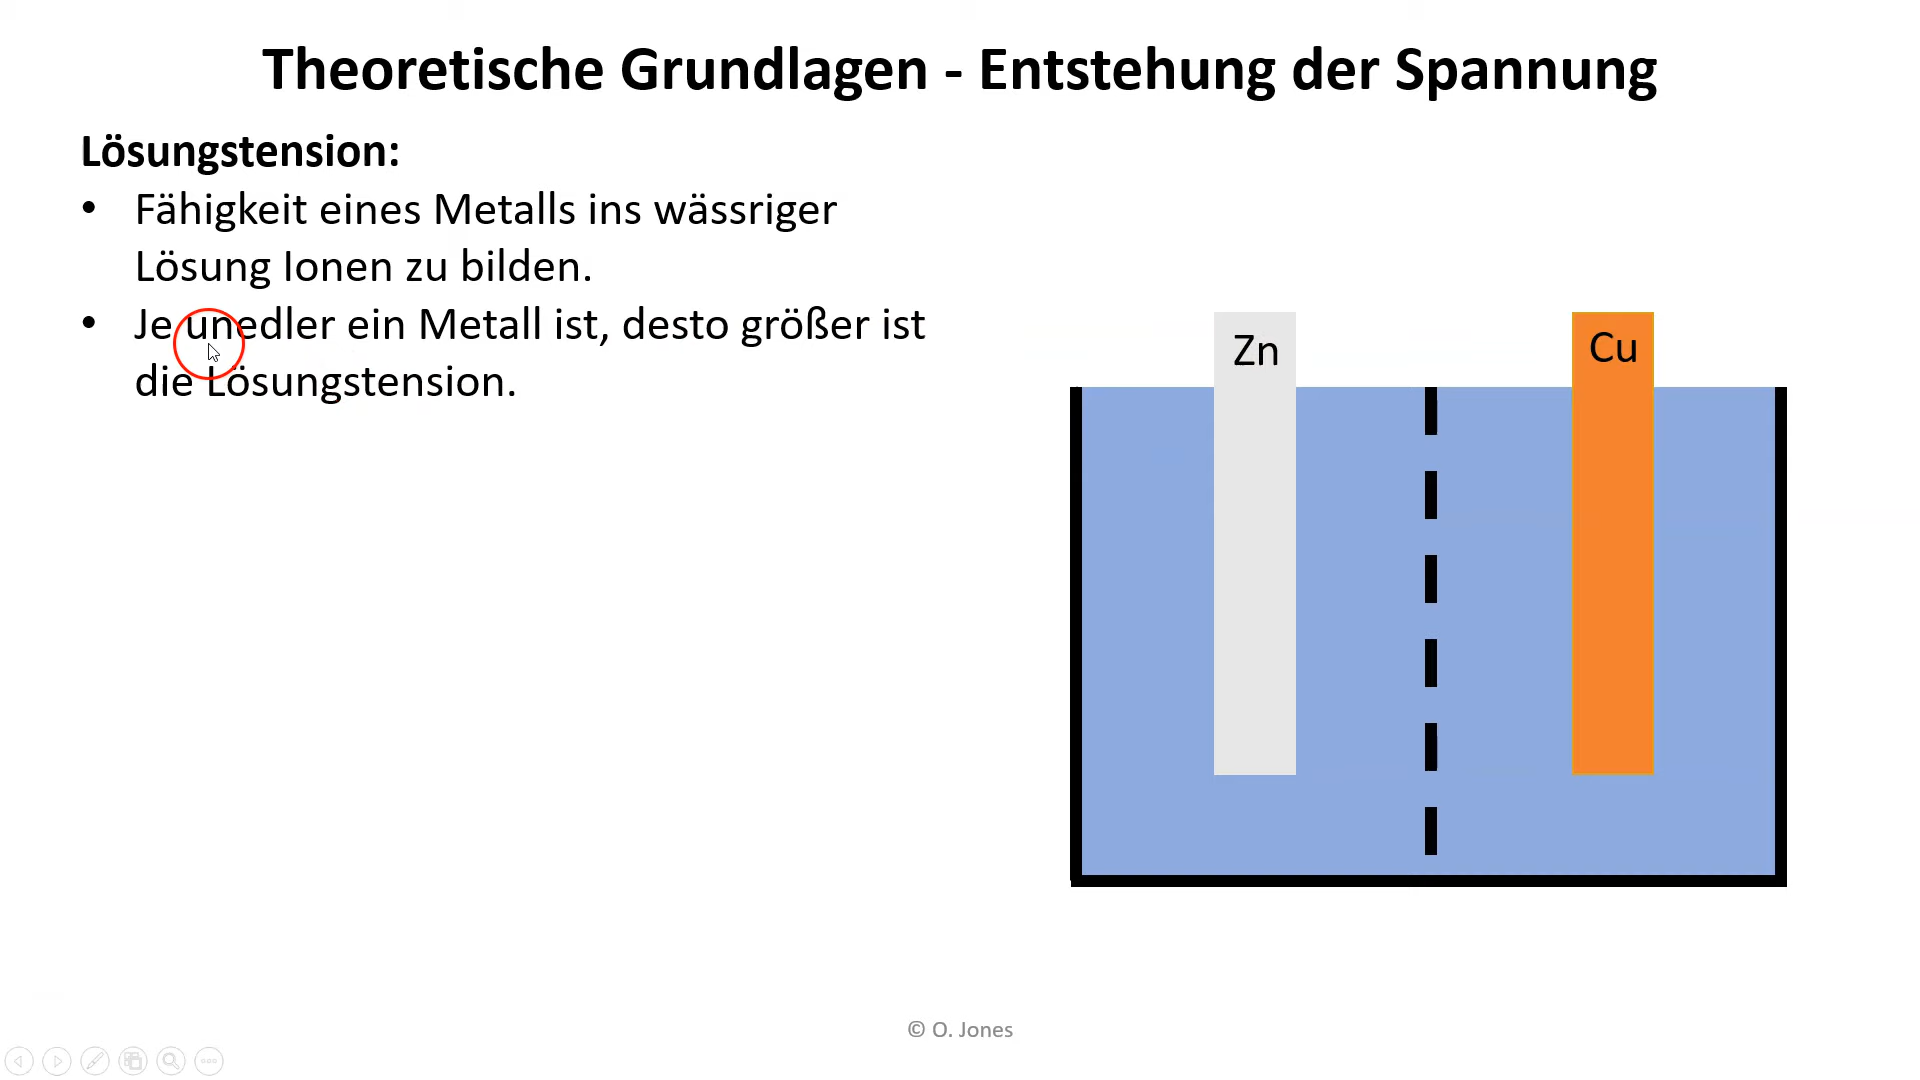 Theoretische Grundlagen - Entstehung der Spannung
Lösungstension:
• Fähigkeit eines Metalls ins wässriger
Lösung Ionen zu bilden.
• Je unedler ein Metall ist, desto größer ist
die Lösungstension.
Zn
Cu
© O. Jones